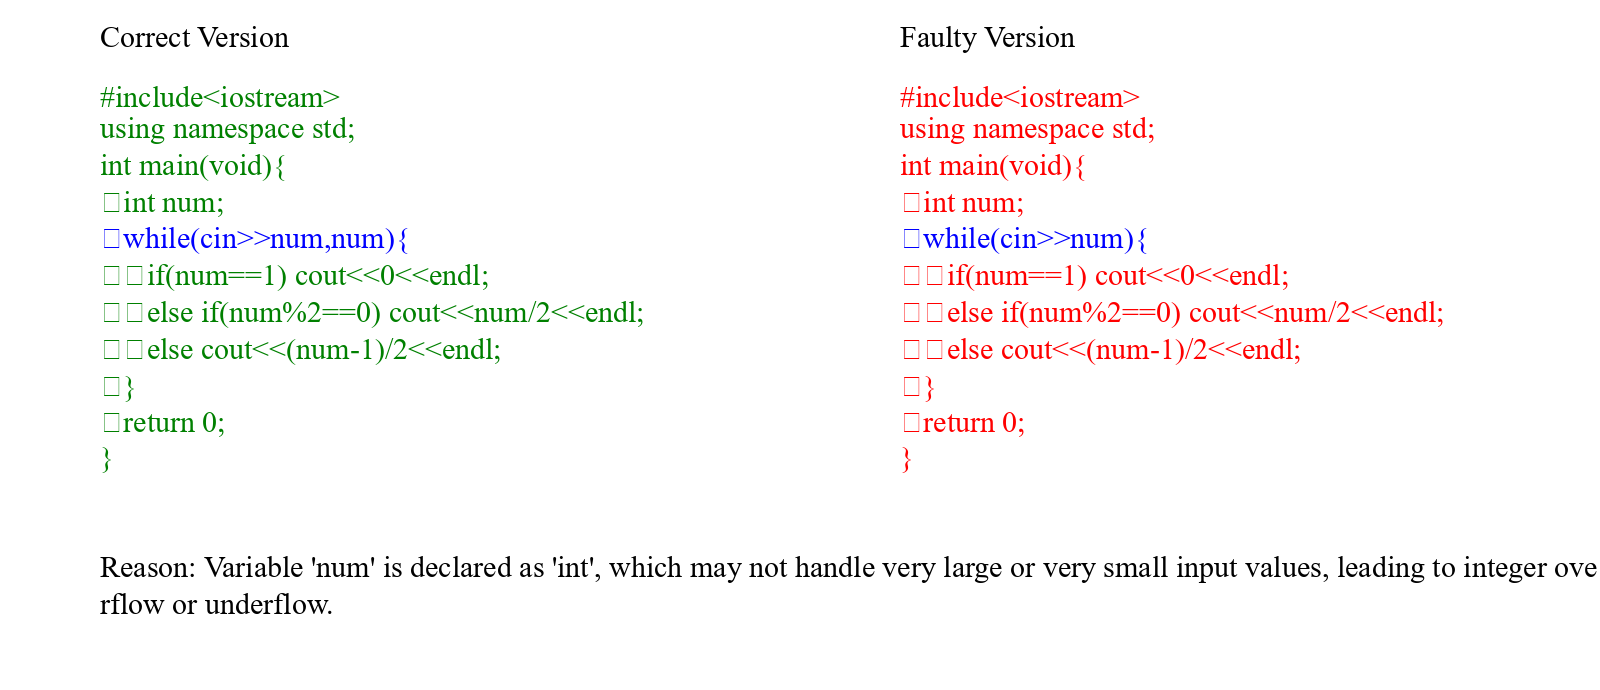 Correct Version
#include<iostream>
using namespace std;
int main(void){
□int num;
□while(cin>>num,num){
□□if(num==1) cout<<0<<endl;
□□else if(num%2==0) cout<<num/2<<endl;
□□else cout<<(num-1)/2<<endl;
□}
□return 0;
}
Faulty Version
#include<iostream>
using namespace std;
int main(void){
□int num;
□while(cin>>num){
□□if(num==1) cout<<0<<endl;
□□else if(num%2==0) cout<<num/2<<endl;
□□else cout<<(num-1)/2<<endl;
□}
□return 0;
}
Reason: Variable 'num' is declared as 'int', which may not handle very large or very small input values, leading to integer ove
rflow or underflow.